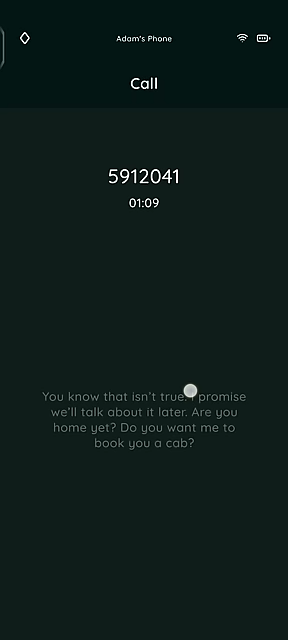 Adam's Phone
Call
5912041
01:09
You know that isn't true. I promise
we'll talk about it later. Are you
home yet? Do you want me to
book you a cab?